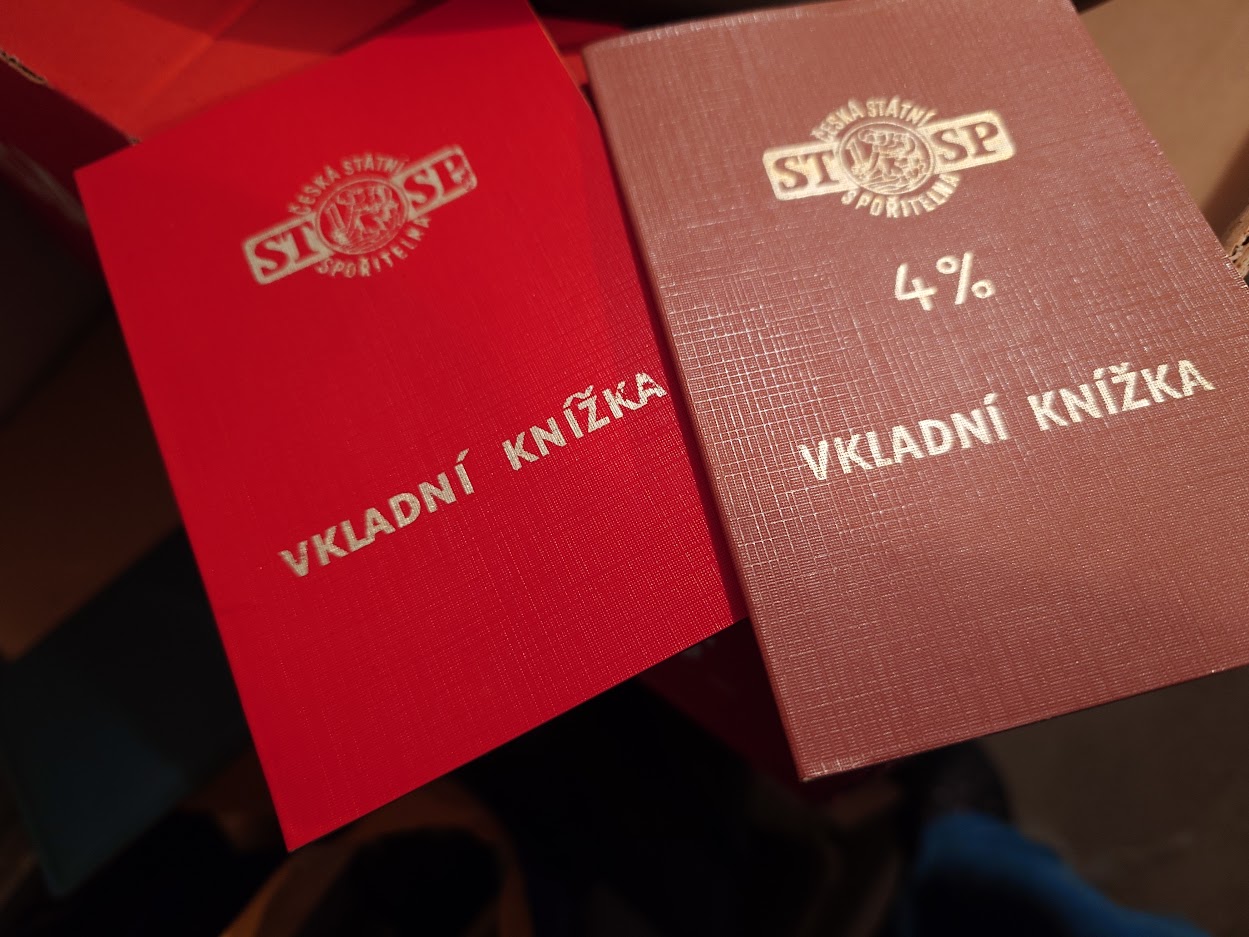 ČESKÁ STÁTNÍ
ST SP
SPOŘITELNA
VKLADNÍ KNÍŽKA
ČESKÁ STÁTNÍ
ST SP
SPOŘITELNA
4%
VKLADNÍ KNÍŽKA